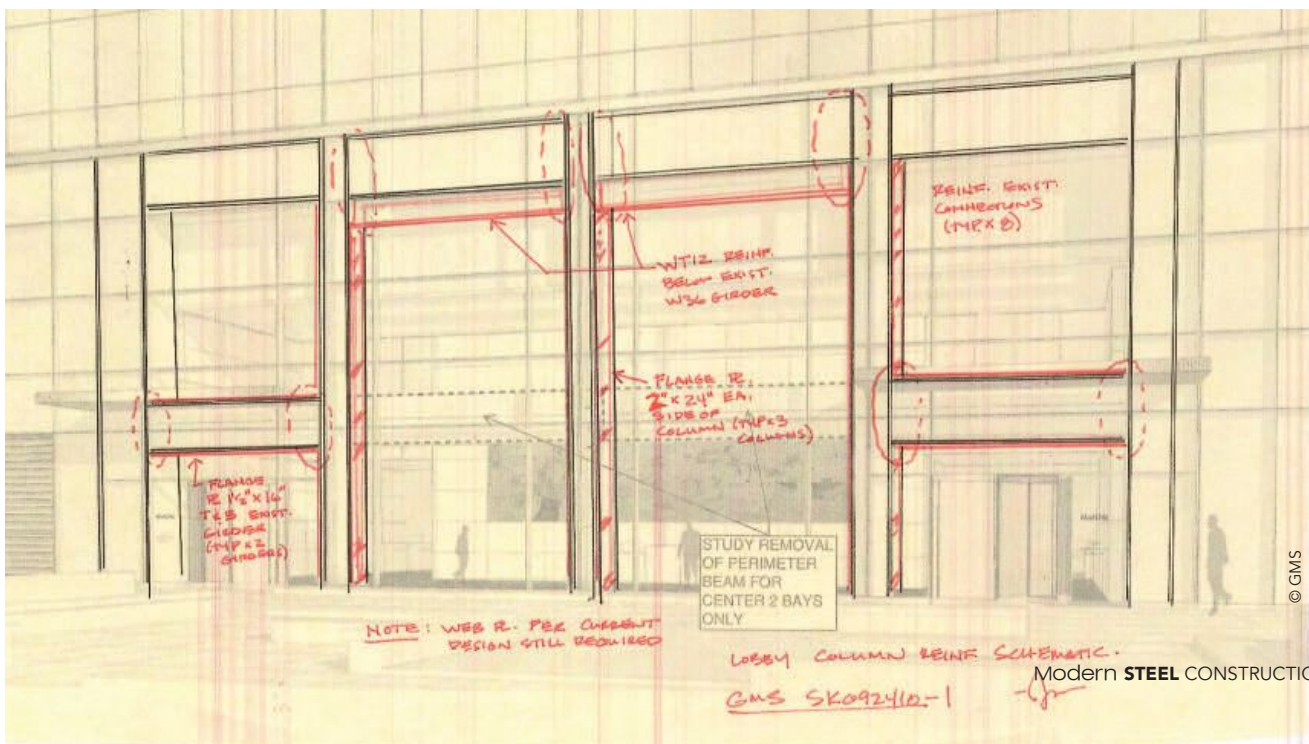 REINF. EXIST.
CONNECTIONS
(TYP. X 8)
WT12 REINF.
BELOW EXIST.
W36 GIRDER
FLANGE PL
2" X 24" EA.
SIDE OF
COLUMN (TYP X 3
COLUMNS)
FLANGE
PL 1½" X 16"
T&B EXIST.
GIRDER
(TYP X 2
GIRDERS)
STUDY REMOVAL
OF PERIMETER
BEAM FOR
CENTER 2 BAYS
ONLY
NOTE: WEB PL. PER CURRENT
DESIGN STILL REQUIRED
LOBBY COLUMN REINF SCHEMATIC.
GMS SK092410-1
© GMS
Modern STEEL CONSTRUCTIO